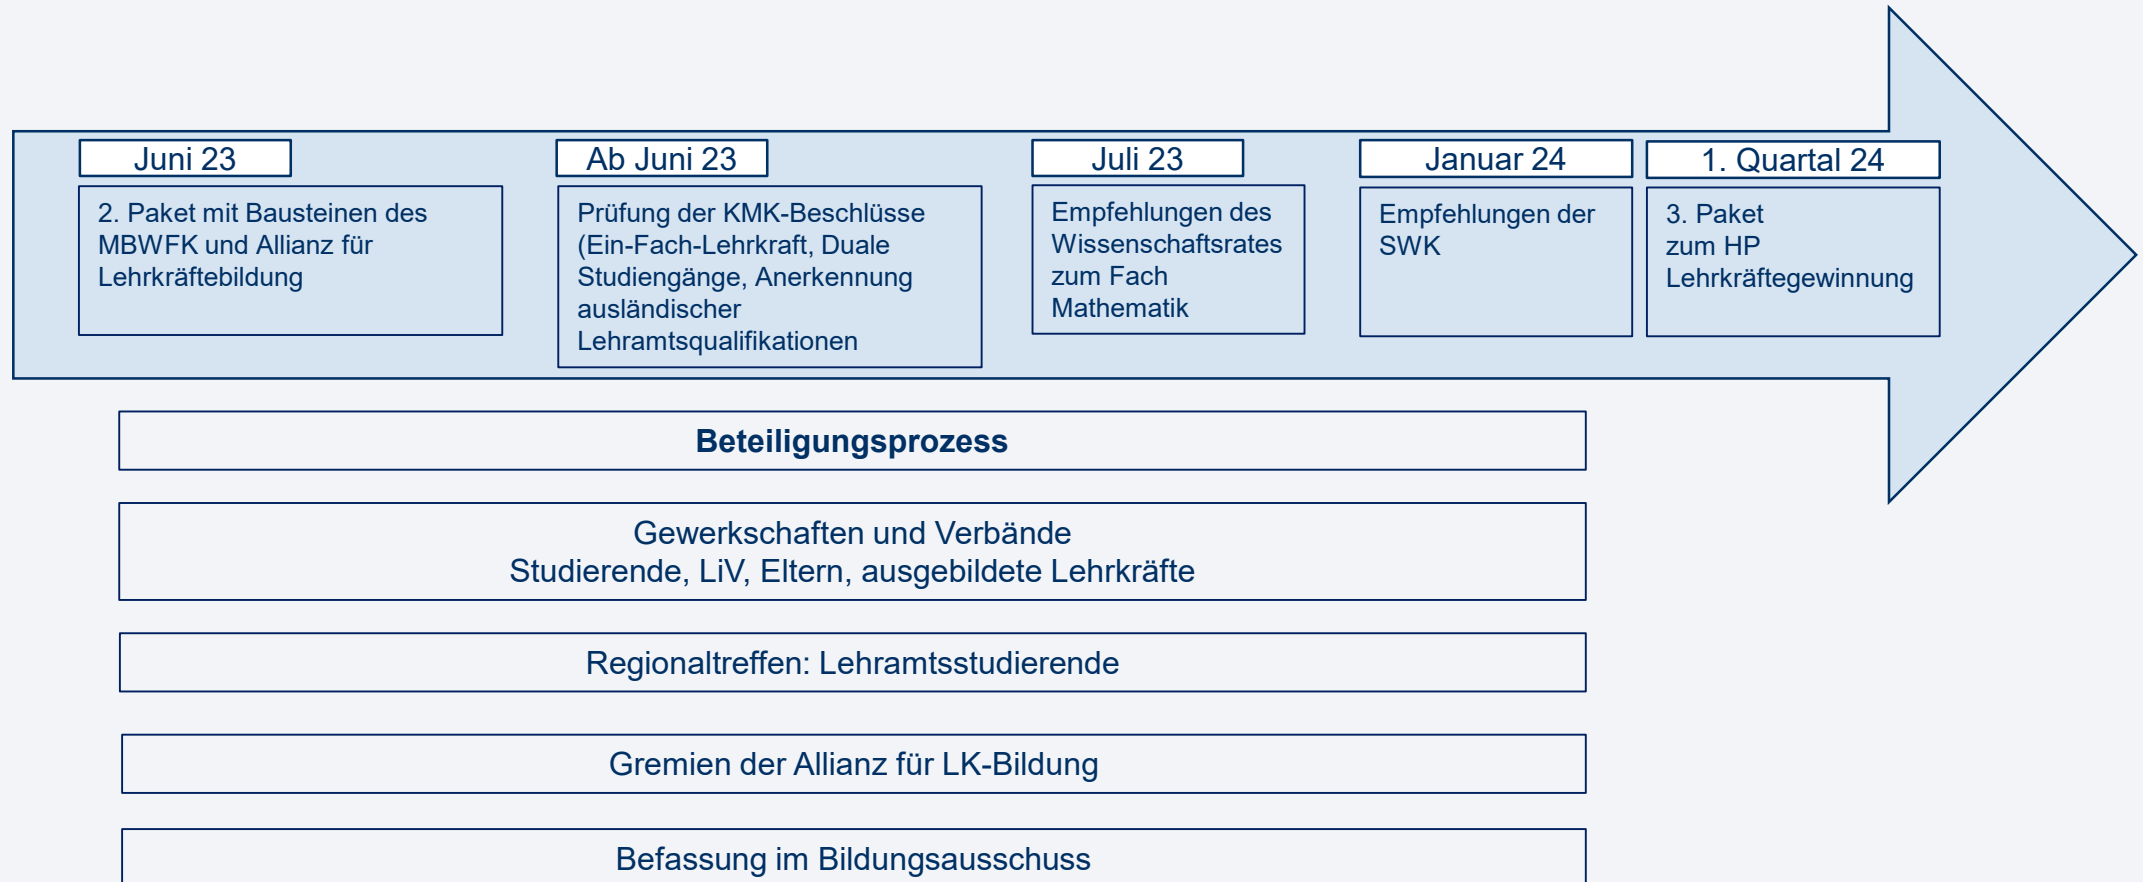 Juni 23
2. Paket mit Bausteinen des
MBWFK und Allianz für
Lehrkräftebildung
Ab Juni 23
Prüfung der KMK-Beschlüsse
(Ein-Fach-Lehrkraft, Duale
Studiengänge, Anerkennung
ausländischer
Lehramtsqualifikationen
Juli 23
Empfehlungen des
Wissenschaftsrates
zum Fach
Mathematik
Januar 24
Empfehlungen der
SWK
1. Quartal 24
3. Paket
zum HP
Lehrkräftegewinnung
Beteiligungsprozess
Gewerkschaften und Verbände
Studierende, LiV, Eltern, ausgebildete Lehrkräfte
Regionaltreffen: Lehramtsstudierende
Gremien der Allianz für LK-Bildung
Befassung im Bildungsausschuss